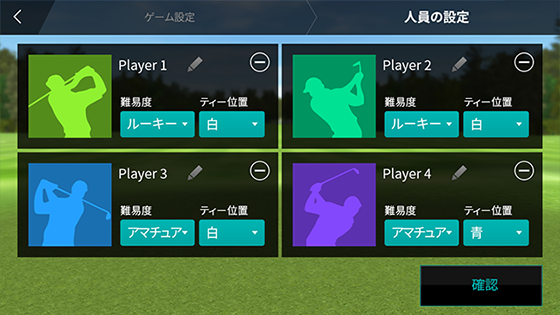 ゲーム設定
人員の設定
Player 1
難易度 ティー位置
ルーキー 白
Player 2
難易度 ティー位置
ルーキー 白
Player 3
難易度 ティー位置
アマチュア 白
Player 4
難易度 ティー位置
アマチュア 青
確認